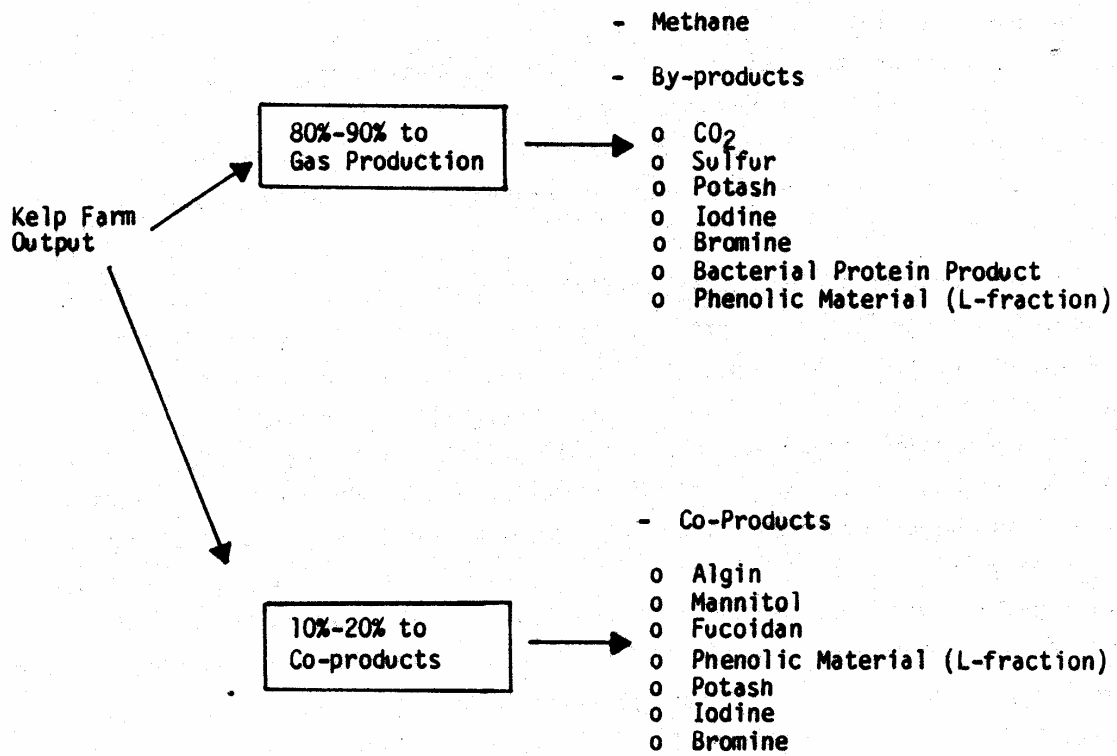 Kelp Farm
Output
80%-90% to
Gas Production
- Methane
- By-products
o CO2
o Sulfur
o Potash
o Iodine
o Bromine
o Bacterial Protein Product
o Phenolic Material (L-fraction)
10%-20% to
Co-products
- Co-Products
o Algin
o Mannitol
o Fucoidan
o Phenolic Material (L-fraction)
o Potash
o Iodine
o Bromine